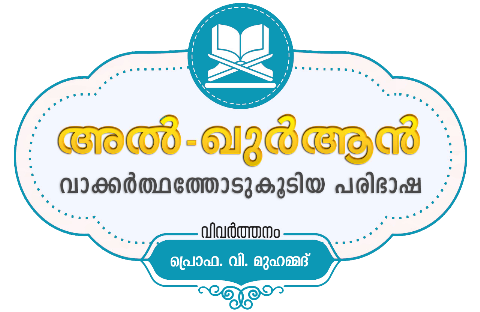 അൽ-ഖുർആൻ
വാക്കർത്ഥത്തോടുകൂടിയ പരിഭാഷ
വിവർത്തനം
പ്രൊഫ. വി. മുഹമ്മദ്